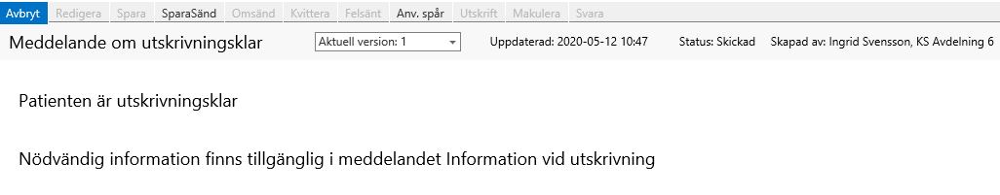 Avbryt Redigera Spara SparaSänd Omsänd Kvittera Felsänt Anv. spår Utskrift Makulera Svara
Meddelande om utskrivningsklar Aktuell version: 1 Uppdaterad: 2020-05-12 10:47 Status: Skickad Skapad av: Ingrid Svensson, KS Avdelning 6
Patienten är utskrivningsklar
Nödvändig information finns tillgänglig i meddelandet Information vid utskrivning